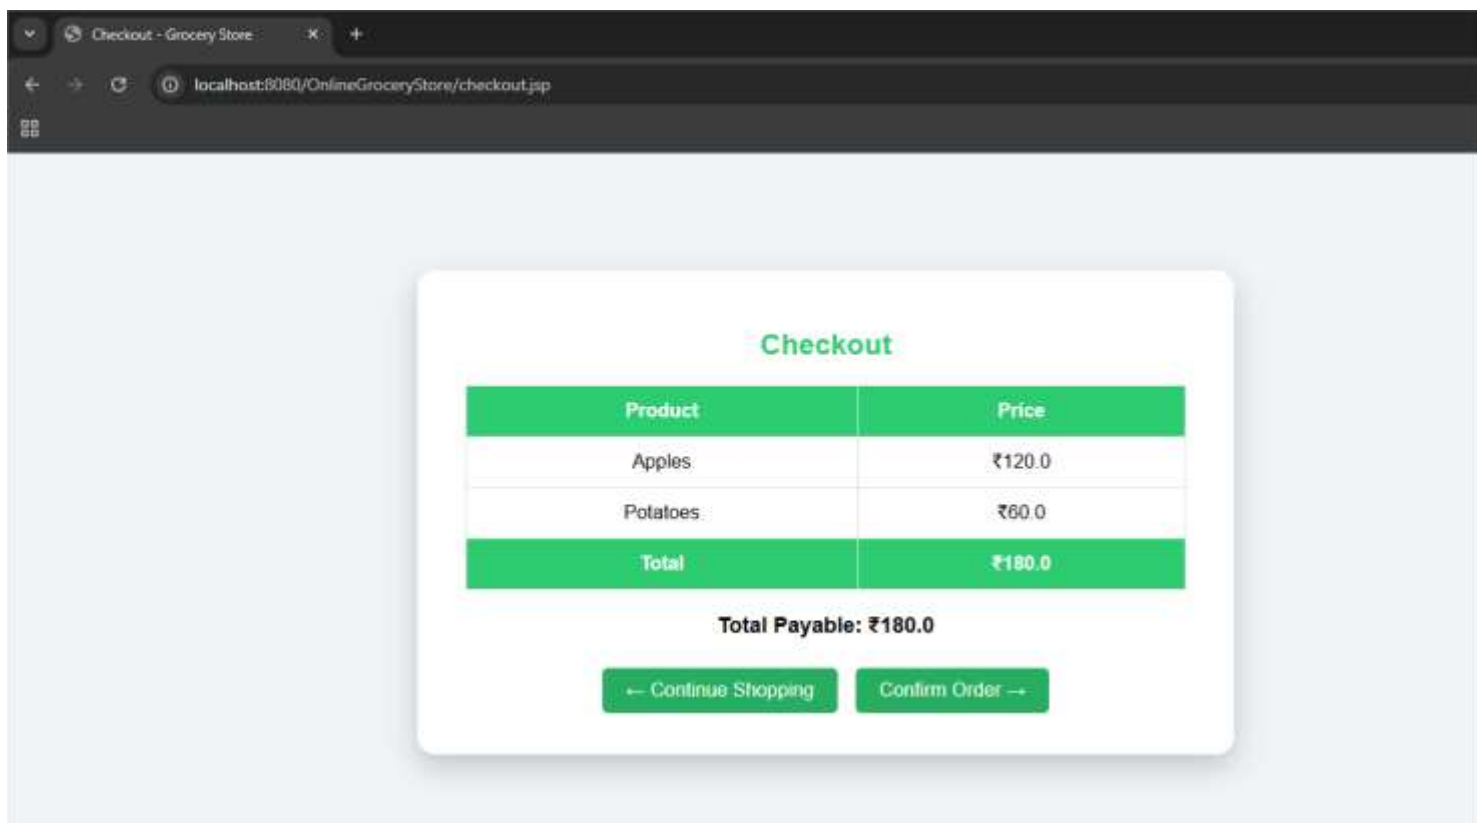 Checkout - Grocery Store
localhost:8080/OnlineGroceryStore/checkout.jsp
Checkout
Product Price
Apples ₹120.0
Potatoes ₹60.0
Total ₹180.0
Total Payable: ₹180.0
← Continue Shopping Confirm Order →